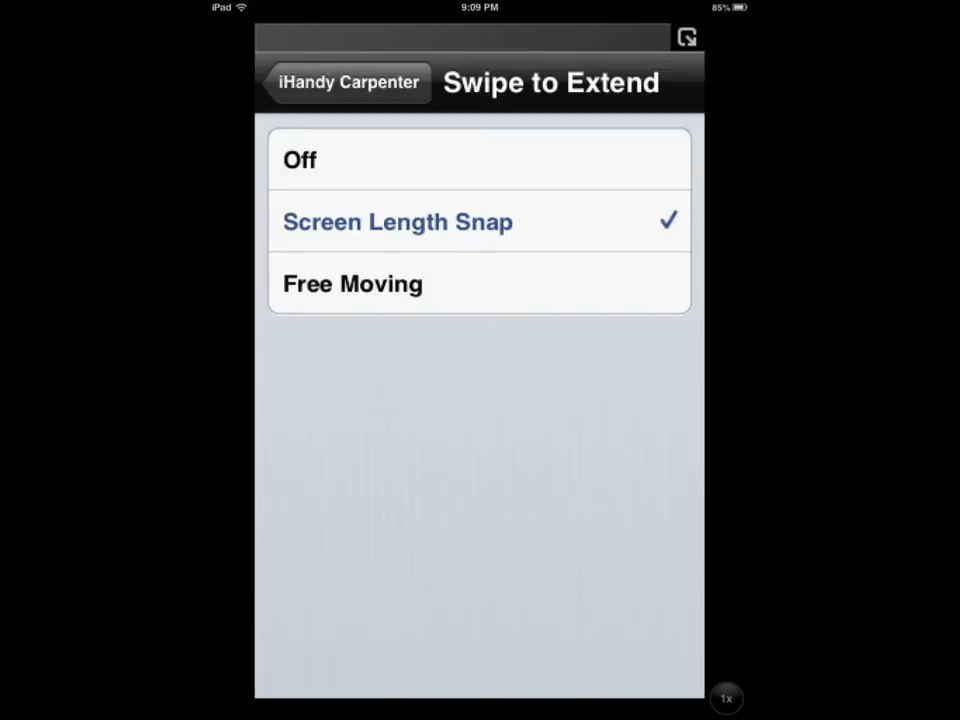 iPad 9:09 PM 85%
iHandy Carpenter Swipe to Extend
Off
Screen Length Snap
Free Moving
1x